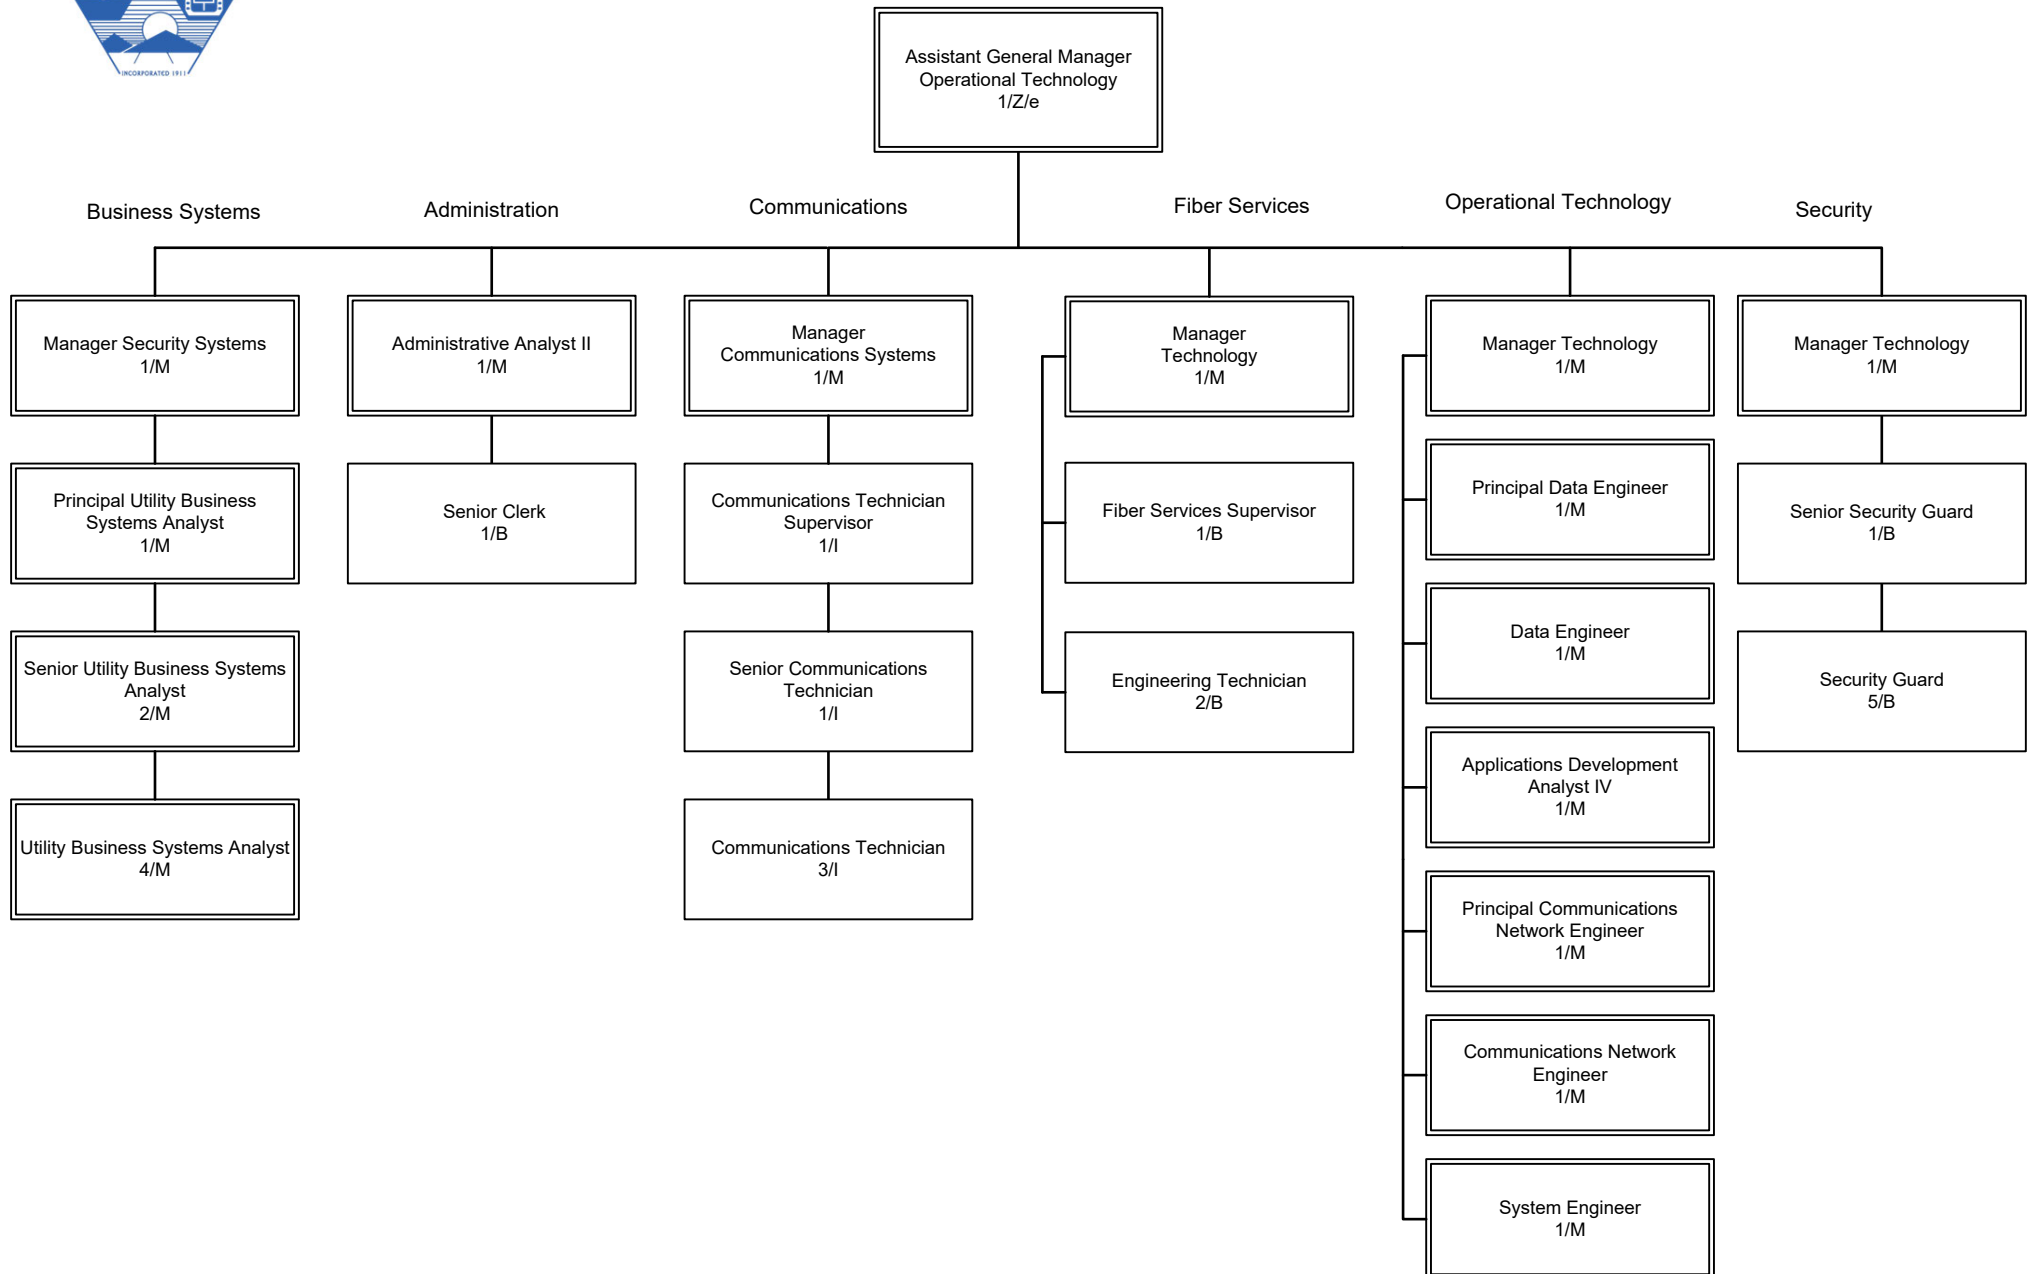 INCORPORATED 1911
Assistant General Manager
Operational Technology
1/Z/e
Business Systems
Administration
Communications
Fiber Services
Operational Technology
Security
Manager Security Systems
1/M
Principal Utility Business
Systems Analyst
1/M
Senior Utility Business Systems
Analyst
2/M
Utility Business Systems Analyst
4/M
Administrative Analyst II
1/M
Senior Clerk
1/B
Manager
Communications Systems
1/M
Communications Technician
Supervisor
1/I
Senior Communications
Technician
1/I
Communications Technician
3/I
Manager
Technology
1/M
Fiber Services Supervisor
1/B
Engineering Technician
2/B
Manager Technology
1/M
Principal Data Engineer
1/M
Data Engineer
1/M
Applications Development
Analyst IV
1/M
Principal Communications
Network Engineer
1/M
Communications Network
Engineer
1/M
System Engineer
1/M
Manager Technology
1/M
Senior Security Guard
1/B
Security Guard
5/B